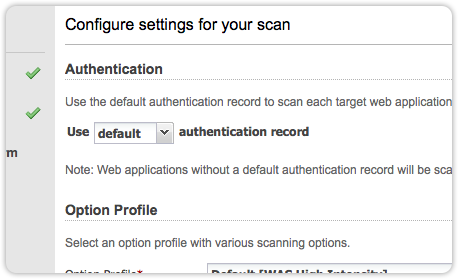 Configure settings for your scan
Authentication
Use the default authentication record to scan each target web application
Use default authentication record
rm
Note: Web applications without a default authentication record will be sca
Option Profile
Select an option profile with various scanning options.
Option Profile* Default [WAS High Intensity]